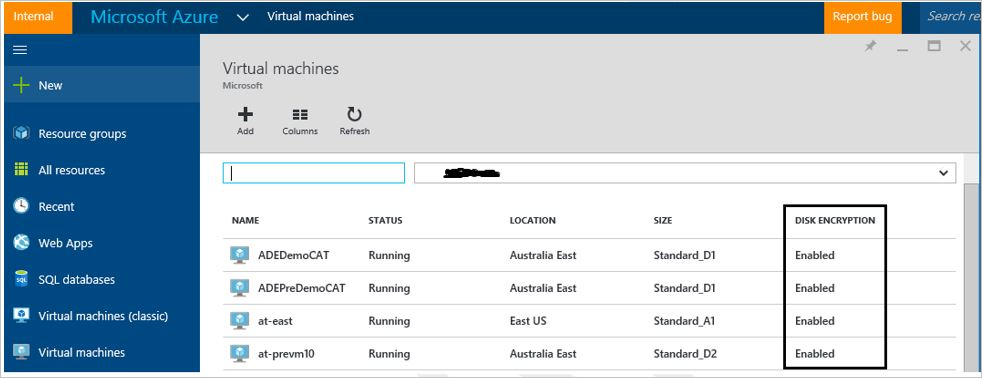 Internal
Microsoft Azure
Virtual machines
Report bug
Search re
New
Resource groups
All resources
Recent
Web Apps
SQL
SQL databases
Virtual machines (classic)
Virtual machines
Virtual machines
Microsoft
Add Columns Refresh
NAME STATUS LOCATION SIZE DISK ENCRYPTION
ADEDemoCAT Running Australia East Standard_D1 Enabled
ADEPreDemoCAT Running Australia East Standard_D1 Enabled
at-east Running East US Standard_A1 Enabled
at-prevm10 Running Australia East Standard_D2 Enabled